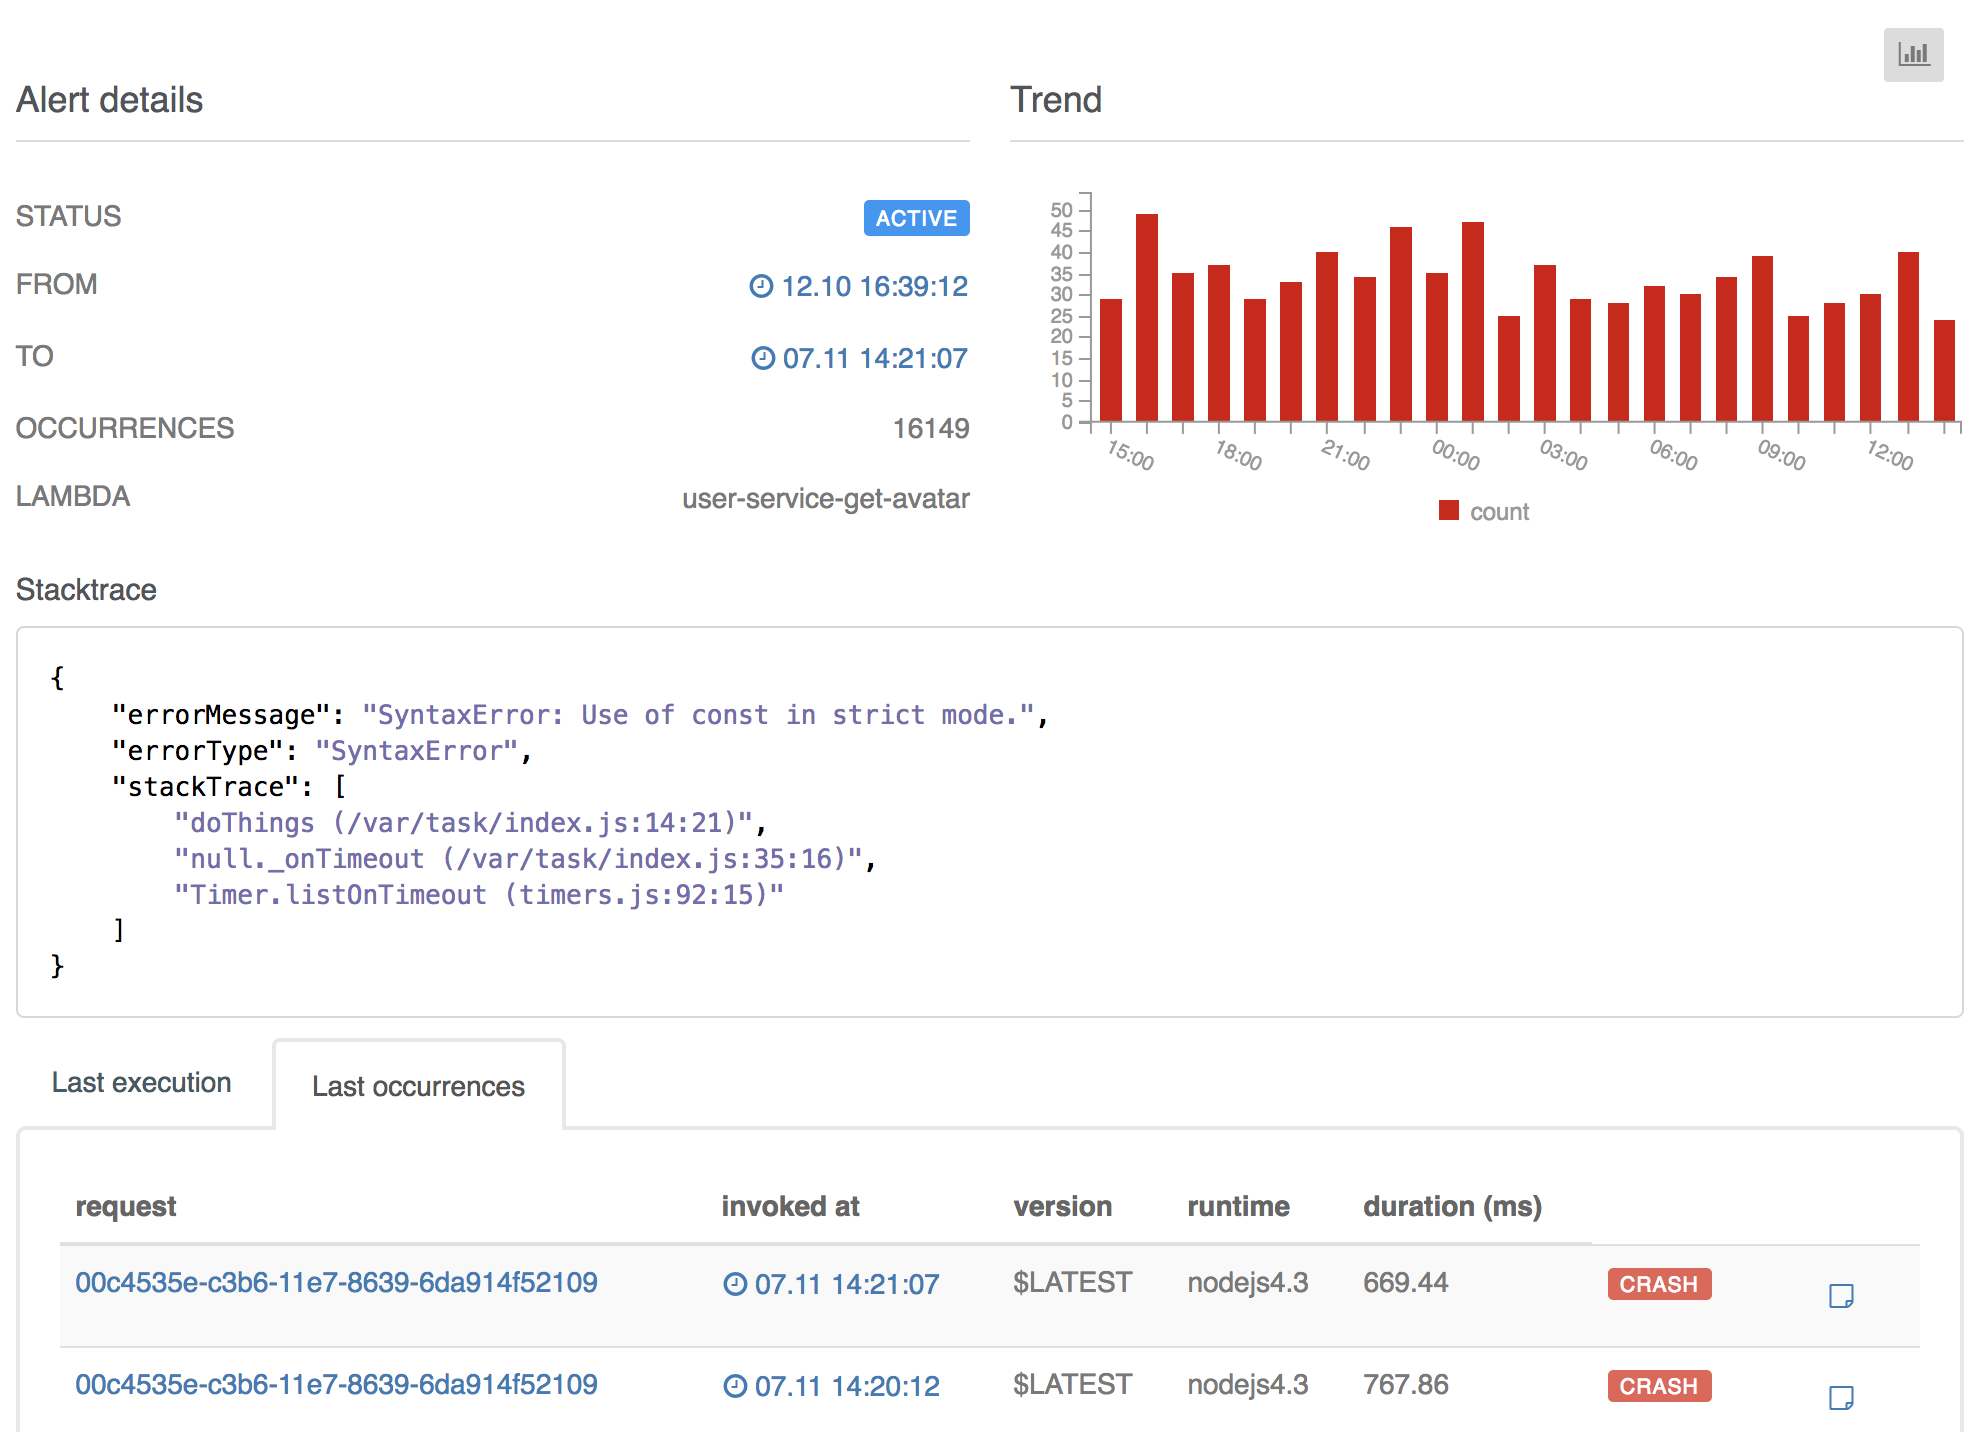 Alert details
STATUS ACTIVE
FROM 12.10 16:39:12
TO 07.11 14:21:07
OCCURRENCES 16149
LAMBDA user-service-get-avatar
Trend
50
45
40
35
30
25
20
15
10
5
0
15:00 18:00 21:00 00:00 03:00 06:00 09:00 12:00
count
Stacktrace
{
    "errorMessage": "SyntaxError: Use of const in strict mode.",
    "errorType": "SyntaxError",
    "stackTrace": [
        "doThings (/var/task/index.js:14:21)",
        "null._onTimeout (/var/task/index.js:35:16)",
        "Timer.listOnTimeout (timers.js:92:15)"
    ]
}
Last execution Last occurrences
request invoked at version runtime duration (ms)
00c4535e-c3b6-11e7-8639-6da914f52109 07.11 14:21:07 $LATEST nodejs4.3 669.44 CRASH
00c4535e-c3b6-11e7-8639-6da914f52109 07.11 14:20:12 $LATEST nodejs4.3 767.86 CRASH